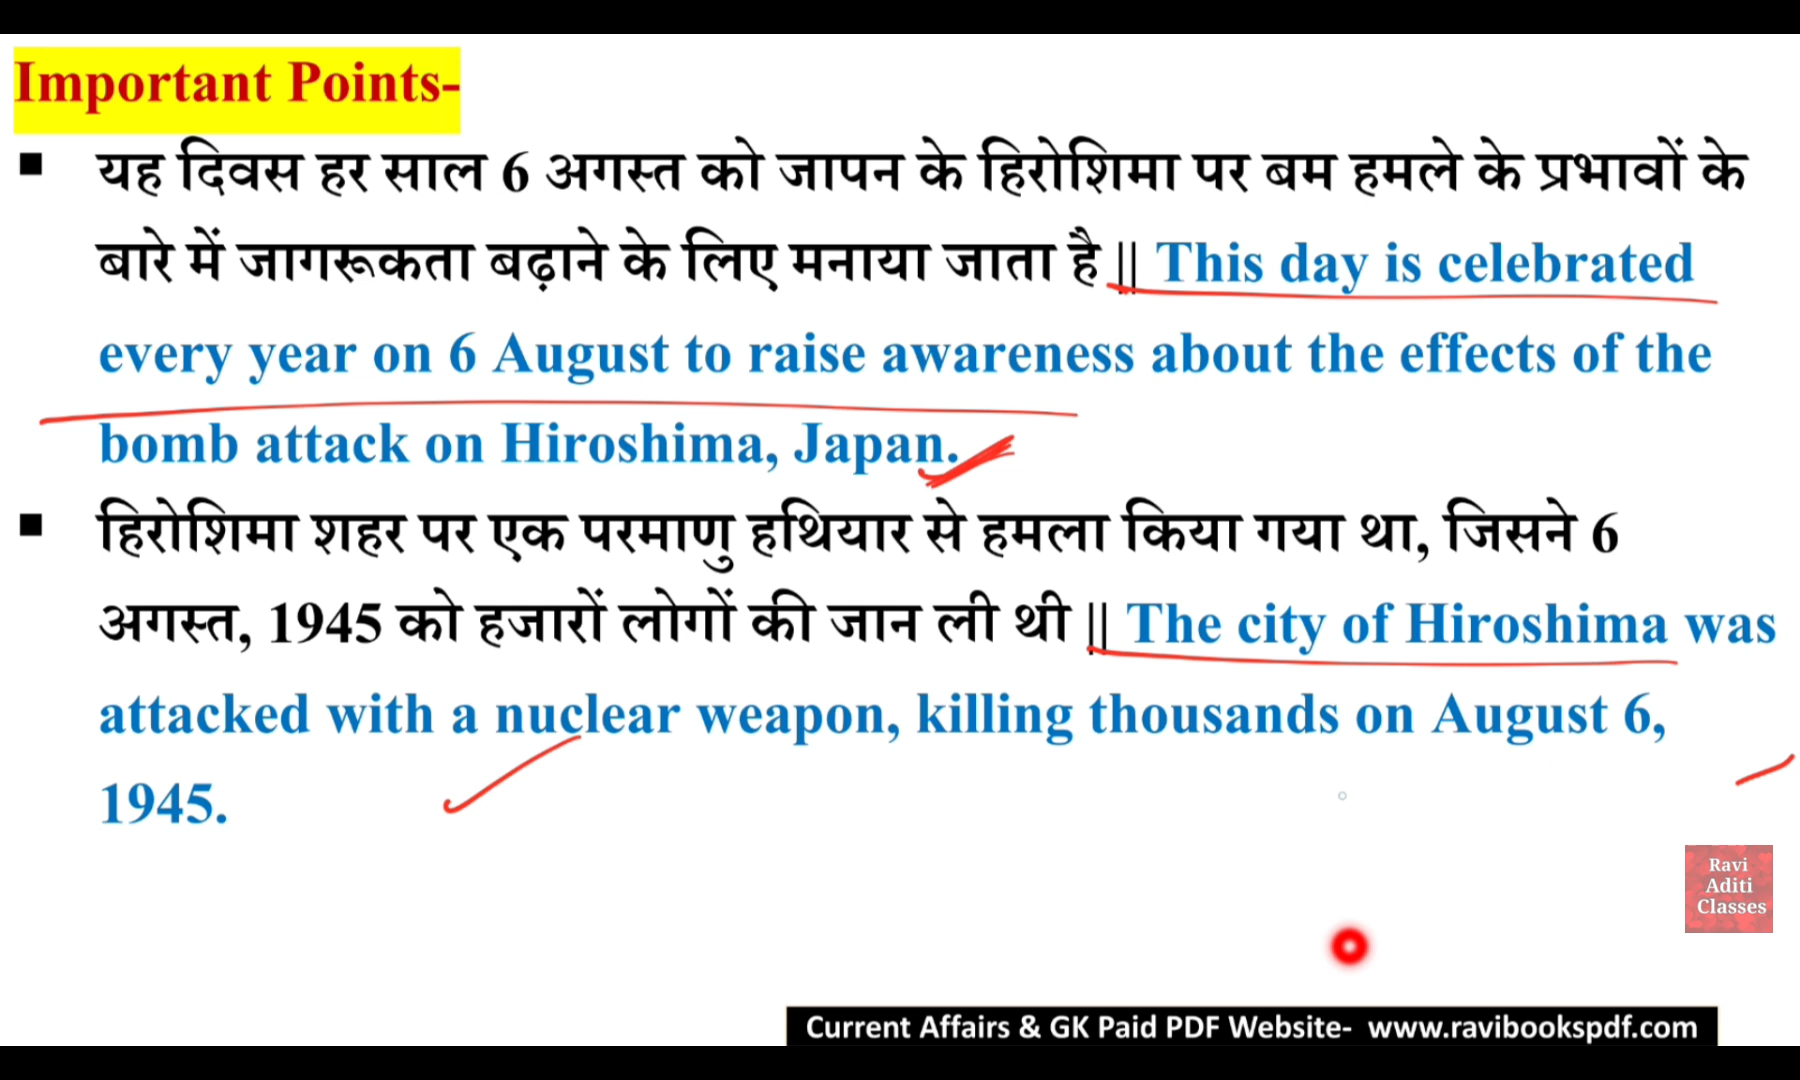 Important Points-
▪ यह दिवस हर साल 6 अगस्त को जापन के हिरोशिमा पर बम हमले के प्रभावों के
बारे में जागरूकता बढ़ाने के लिए मनाया जाता है || This day is celebrated
every year on 6 August to raise awareness about the effects of the
bomb attack on Hiroshima, Japan.
▪ हिरोशिमा शहर पर एक परमाणु हथियार से हमला किया गया था, जिसने 6
अगस्त, 1945 को हजारों लोगों की जान ली थी || The city of Hiroshima was
attacked with a nuclear weapon, killing thousands on August 6,
1945.
Ravi
Aditi
Classes
Current Affairs & GK Paid PDF Website- www.ravibookspdf.com